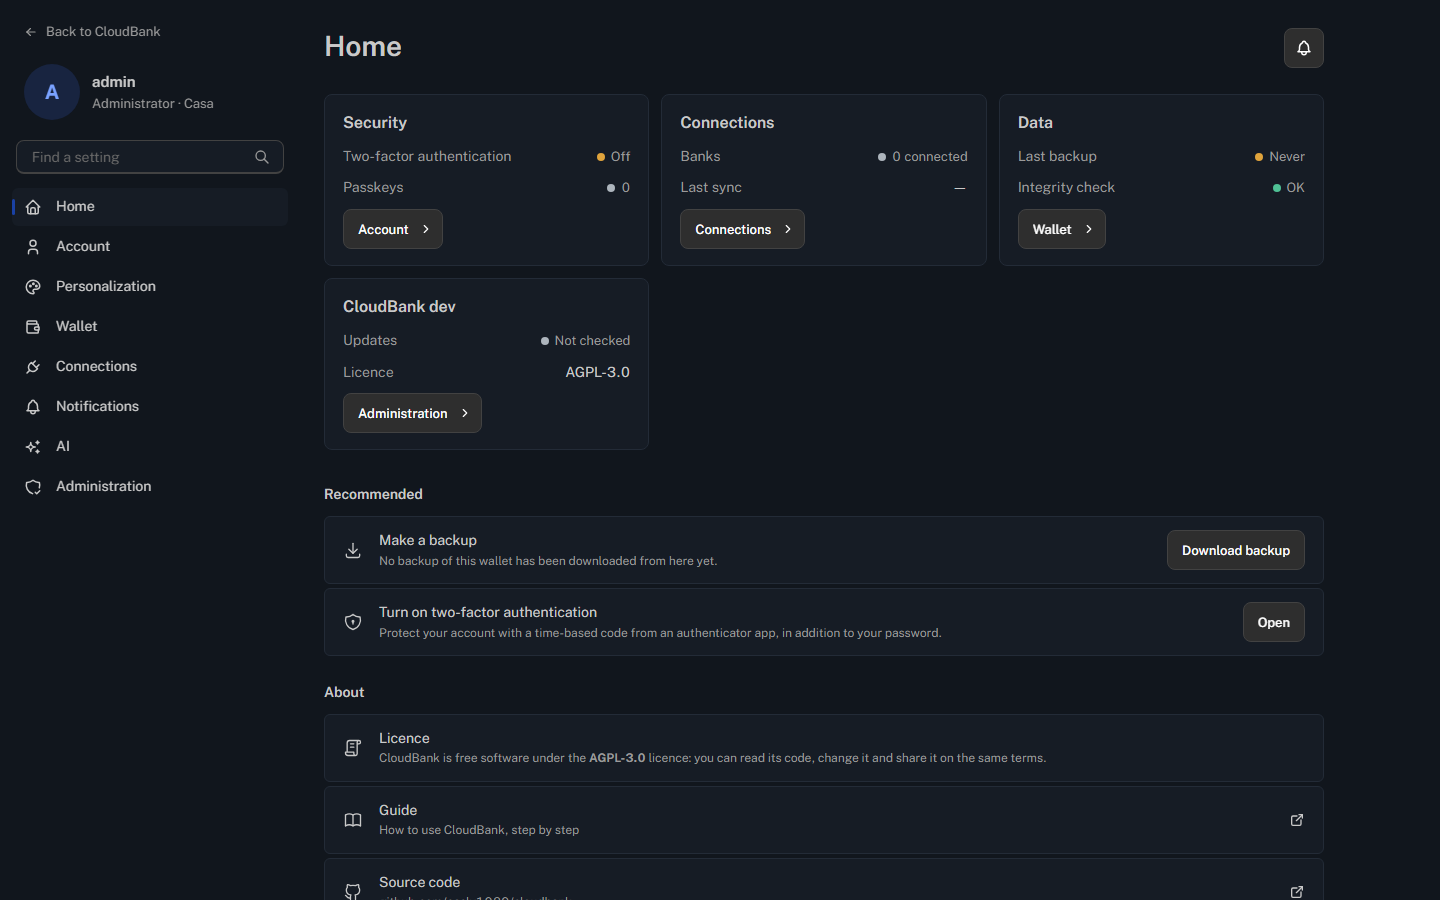 Back to CloudBank
A
admin
Administrator · Casa
Find a setting
Home
Account
Personalization
Wallet
Connections
Notifications
AI
Administration
Home
Security
Two-factor authentication Off
Passkeys 0
Account
Connections
Banks 0 connected
Last sync —
Connections
Data
Last backup Never
Integrity check OK
Wallet
CloudBank dev
Updates Not checked
Licence AGPL-3.0
Administration
Recommended
Make a backup
No backup of this wallet has been downloaded from here yet.
Download backup
Turn on two-factor authentication
Protect your account with a time-based code from an authenticator app, in addition to your password.
Open
About
Licence
CloudBank is free software under the AGPL-3.0 licence: you can read its code, change it and share it on the same terms.
Guide
How to use CloudBank, step by step
Source code